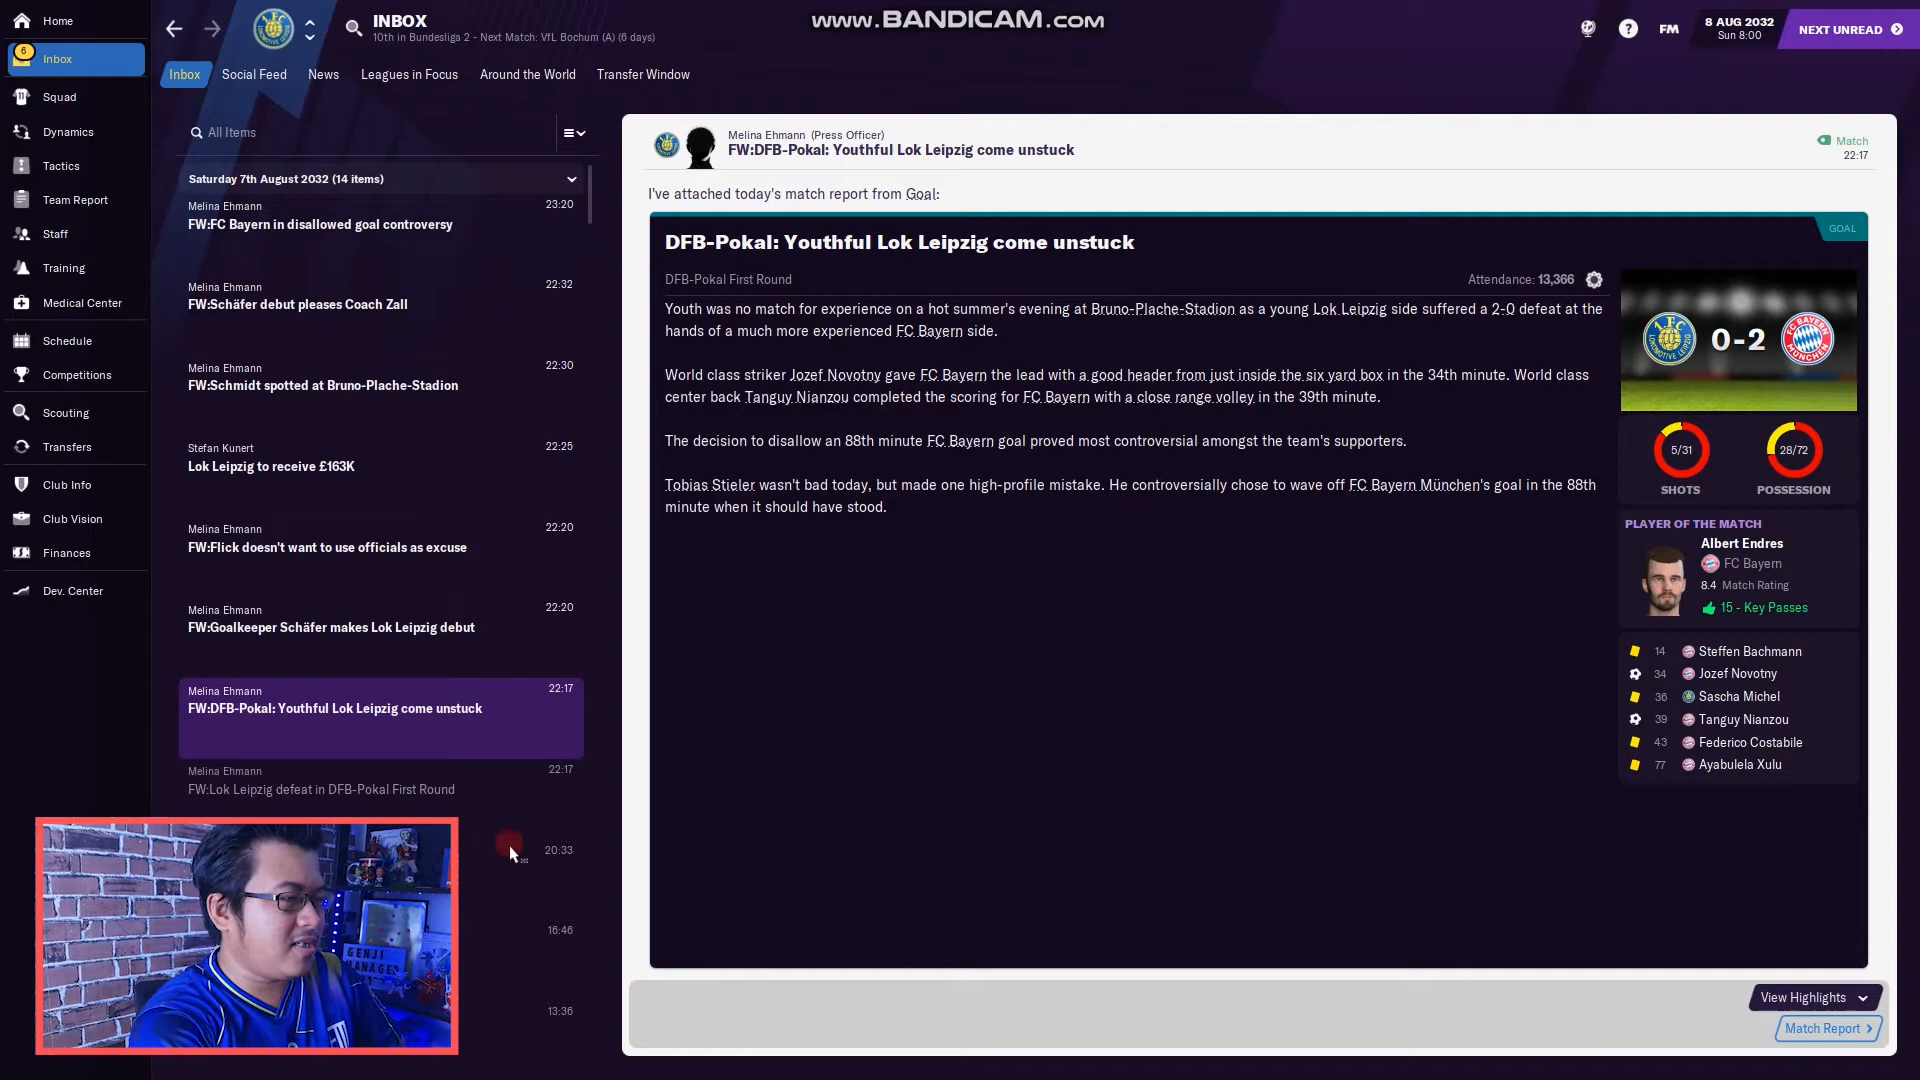 Home
Inbox
6
Squad
Dynamics
Tactics
Team Report
Staff
Training
Medical Center
Schedule
Competitions
Scouting
Transfers
Club Info
Club Vision
Finances
Dev. Center
INBOX
10th in Bundesliga 2 - Next Match: VfL Bochum (A) (6 days)
www.BANDICAM.com
FM
8 AUG 2032
Sun 8:00
NEXT UNREAD
Inbox
Social Feed
News
Leagues in Focus
Around the World
Transfer Window
All Items
Saturday 7th August 2032 (14 items)
Melina Ehmann 23:20
FW:FC Bayern in disallowed goal controversy
Melina Ehmann 22:32
FW:Schäfer debut pleases Coach Zall
Melina Ehmann 22:30
FW:Schmidt spotted at Bruno-Plache-Stadion
Stefan Kunert 22:25
Lok Leipzig to receive £163K
Melina Ehmann 22:20
FW:Flick doesn't want to use officials as excuse
Melina Ehmann 22:20
FW:Goalkeeper Schäfer makes Lok Leipzig debut
Melina Ehmann 22:17
FW:DFB-Pokal: Youthful Lok Leipzig come unstuck
Melina Ehmann 22:17
FW:Lok Leipzig defeat in DFB-Pokal First Round
20:33
16:46
13:36
GENJI
MANAGER
Melina Ehmann (Press Officer)
FW:DFB-Pokal: Youthful Lok Leipzig come unstuck
Match
22:17
I've attached today's match report from Goal:
DFB-Pokal: Youthful Lok Leipzig come unstuck
GOAL
DFB-Pokal First Round
Attendance: 13,366
Youth was no match for experience on a hot summer's evening at Bruno-Plache-Stadion as a young Lok Leipzig side suffered a 2-0 defeat at the
hands of a much more experienced FC Bayern side.
World class striker Jozef Novotny gave FC Bayern the lead with a good header from just inside the six yard box in the 34th minute. World class
center back Tanguy Nianzou completed the scoring for FC Bayern with a close range volley in the 39th minute.
The decision to disallow an 88th minute FC Bayern goal proved most controversial amongst the team's supporters.
Tobias Stieler wasn't bad today, but made one high-profile mistake. He controversially chose to wave off FC Bayern München's goal in the 88th
minute when it should have stood.
0-2
5/31
28/72
SHOTS
POSSESSION
PLAYER OF THE MATCH
Albert Endres
FC Bayern
8.4 Match Rating
15 - Key Passes
14 Steffen Bachmann
34 Jozef Novotny
36 Sascha Michel
39 Tanguy Nianzou
43 Federico Costabile
77 Ayabulela Xulu
View Highlights
Match Report